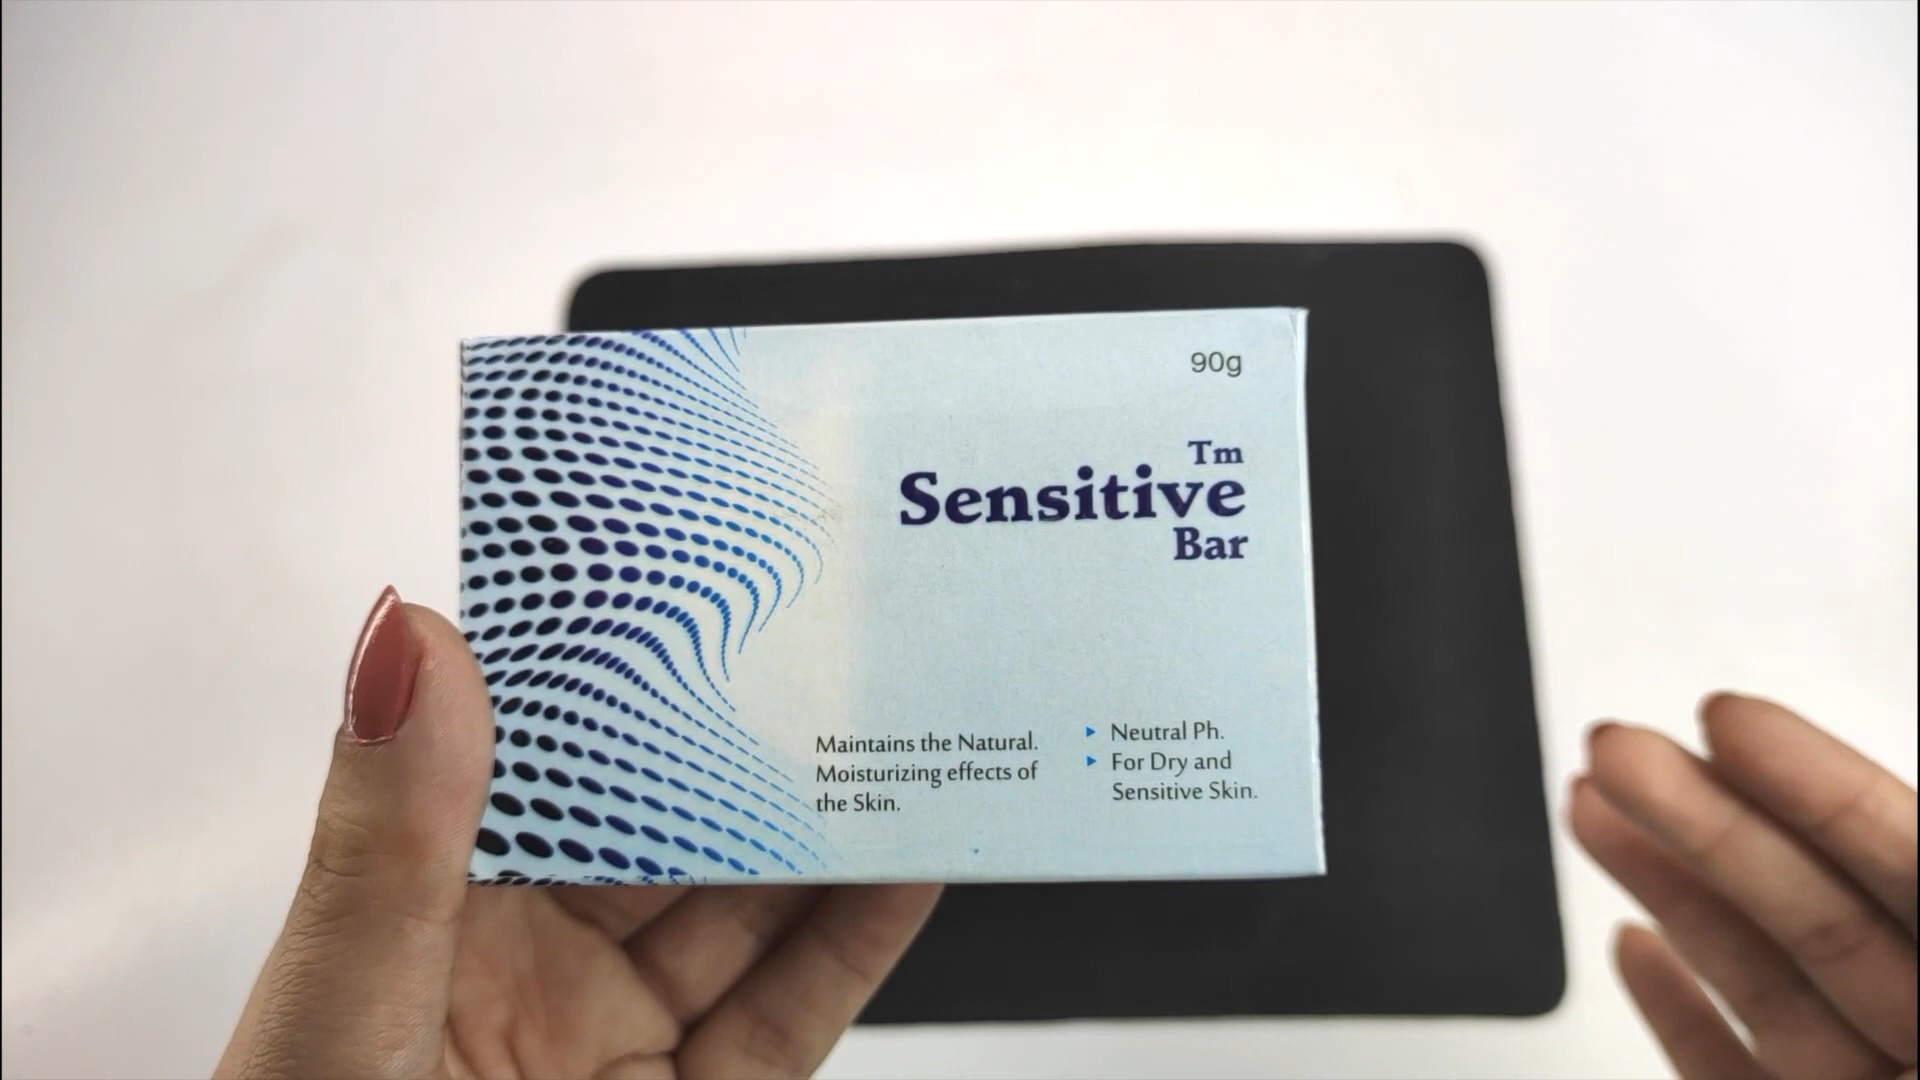 90g
Tm
Sensitive
Bar
Maintains the Natural.
Moisturizing effects of
the Skin.
Neutral Ph.
For Dry and
Sensitive Skin.